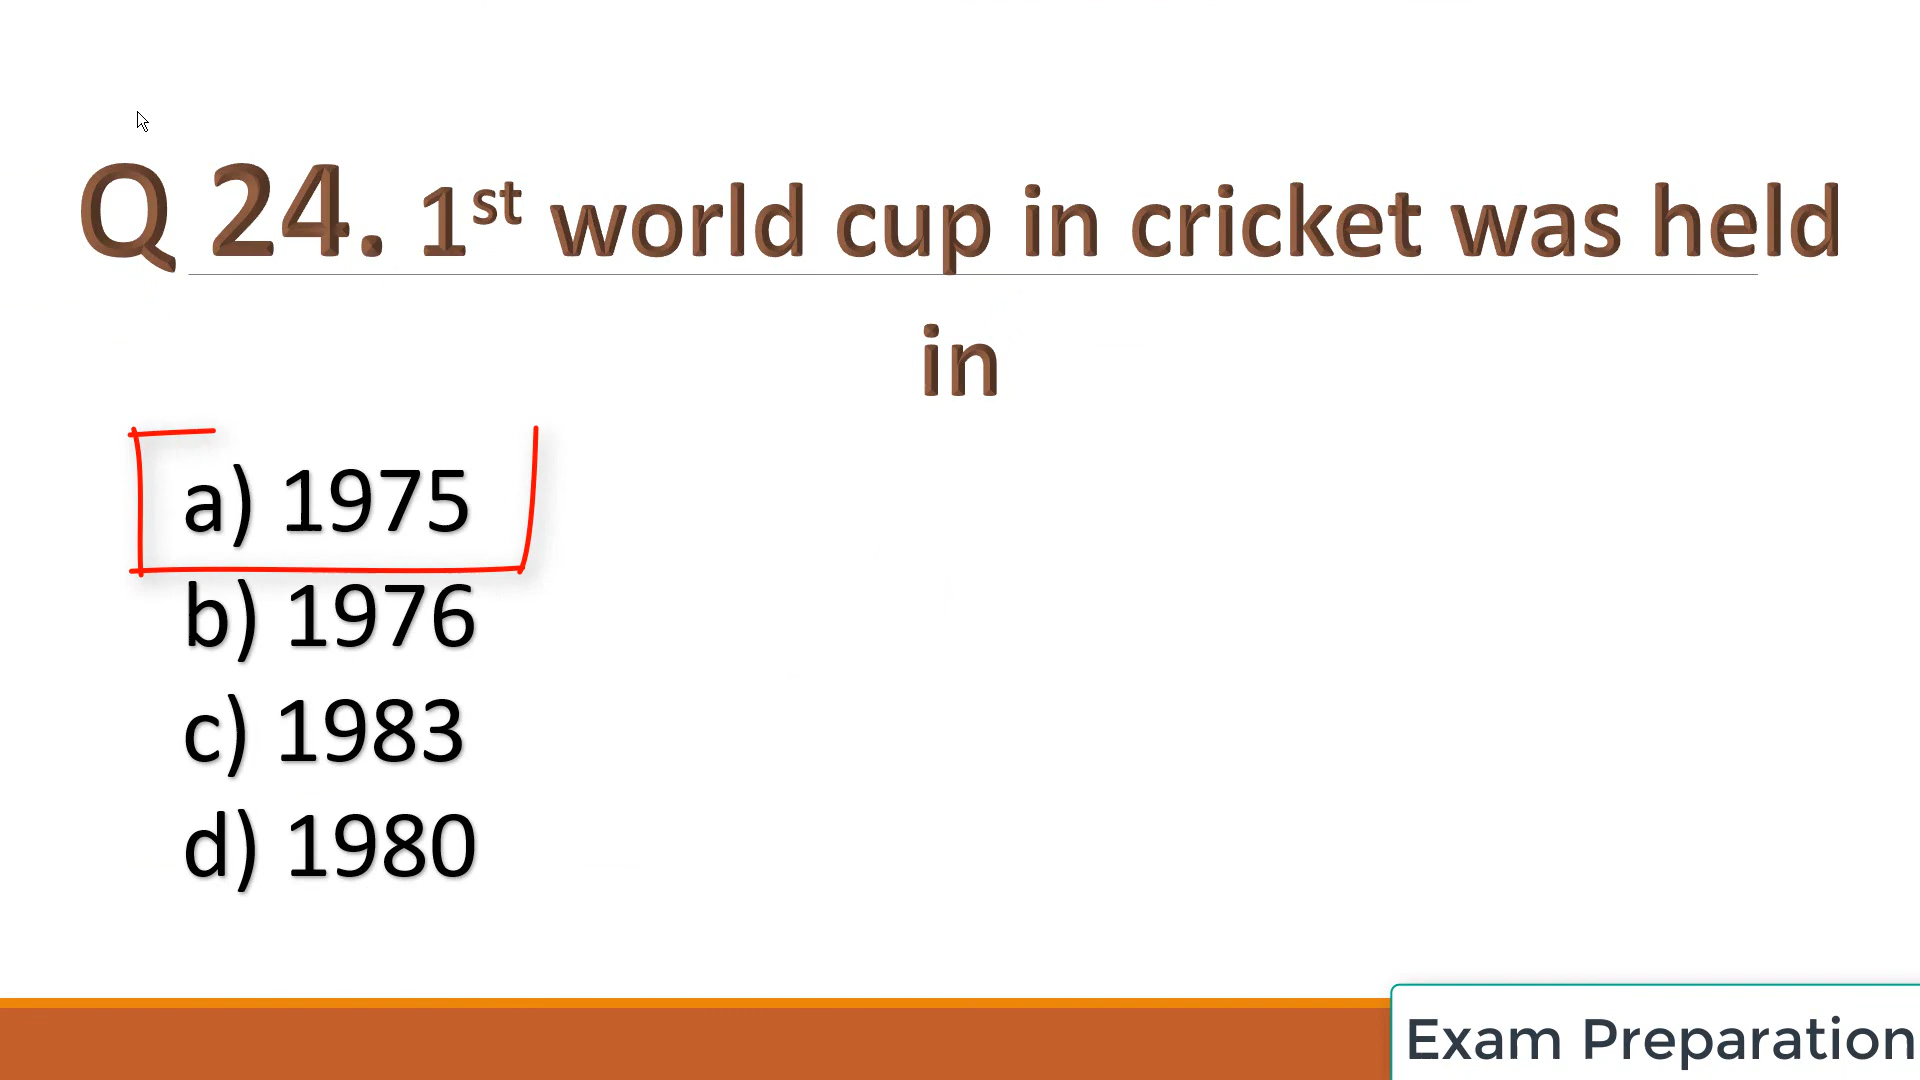 Q 24. 1st world cup in cricket was held
in
a) 1975
b) 1976
c) 1983
d) 1980
Exam Preparation